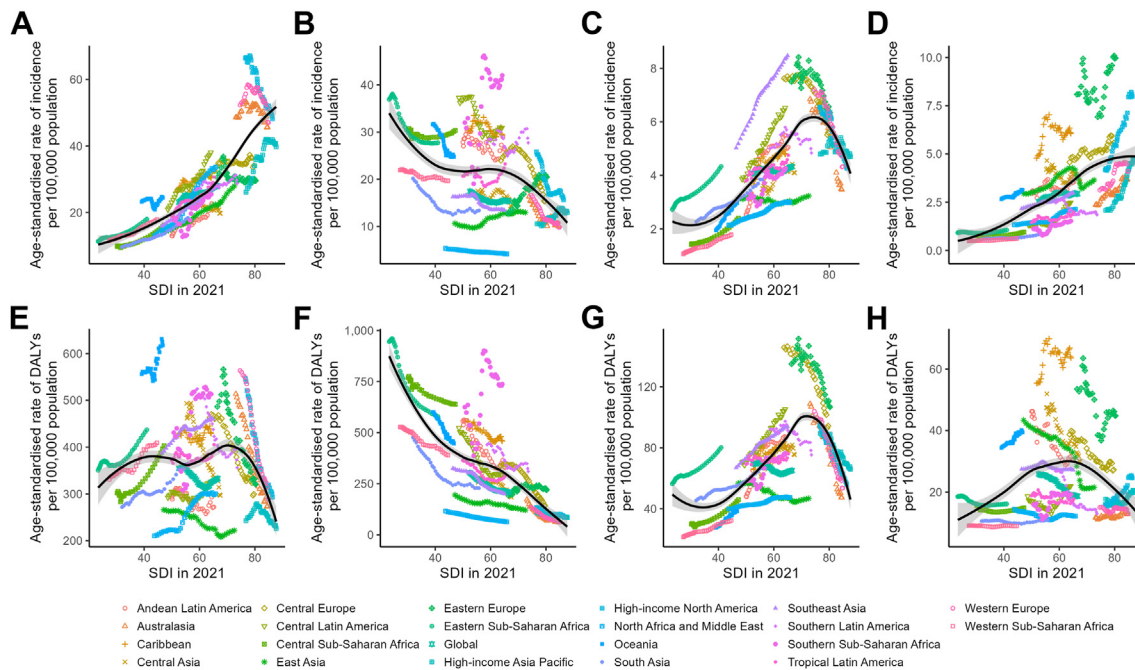 A
B
C
D
Age-standardised rate of incidence
per 100,000 population
60
40
20
40
60
80
SDI in 2021
Age-standardised rate of incidence
per 100,000 population
40
30
20
10
40
60
80
SDI in 2021
Age-standardised rate of incidence
per 100,000 population
8
6
4
2
40
60
80
SDI in 2021
Age-standardised rate of incidence
per 100,000 population
10.0
7.5
5.0
2.5
0.0
40
60
80
SDI in 2021
E
F
G
H
Age-standardised rate of DALYs
per 100,000 population
600
500
400
300
200
40
60
80
SDI in 2021
Age-standardised rate of DALYs
per 100,000 population
1,000
750
500
250
0
40
60
80
SDI in 2021
Age-standardised rate of DALYs
per 100,000 population
120
80
40
40
60
80
SDI in 2021
Age-standardised rate of DALYs
per 100,000 population
60
40
20
40
60
80
SDI in 2021
Andean Latin America
Australasia
Caribbean
Central Asia
Central Europe
Central Latin America
Central Sub-Saharan Africa
East Asia
Eastern Europe
Eastern Sub-Saharan Africa
Global
High-income Asia Pacific
High-income North America
North Africa and Middle East
Oceania
South Asia
Southeast Asia
Southern Latin America
Southern Sub-Saharan Africa
Tropical Latin America
Western Europe
Western Sub-Saharan Africa